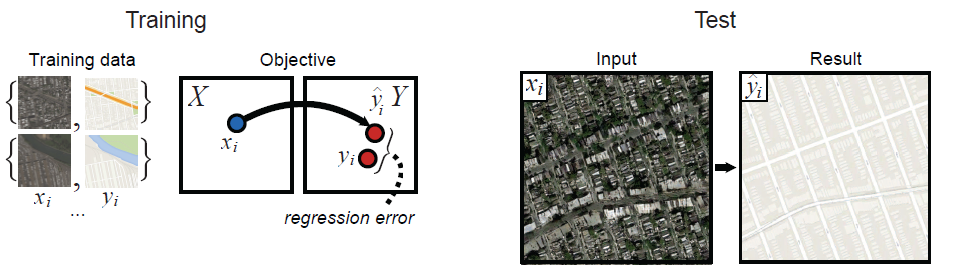 Training
Training data
Objective
{ , }
{ , }
x_i y_i
...
X
Y
x_i
ŷ_i
y_i
}
regression error
Test
Input
Result
x_i
ŷ_i